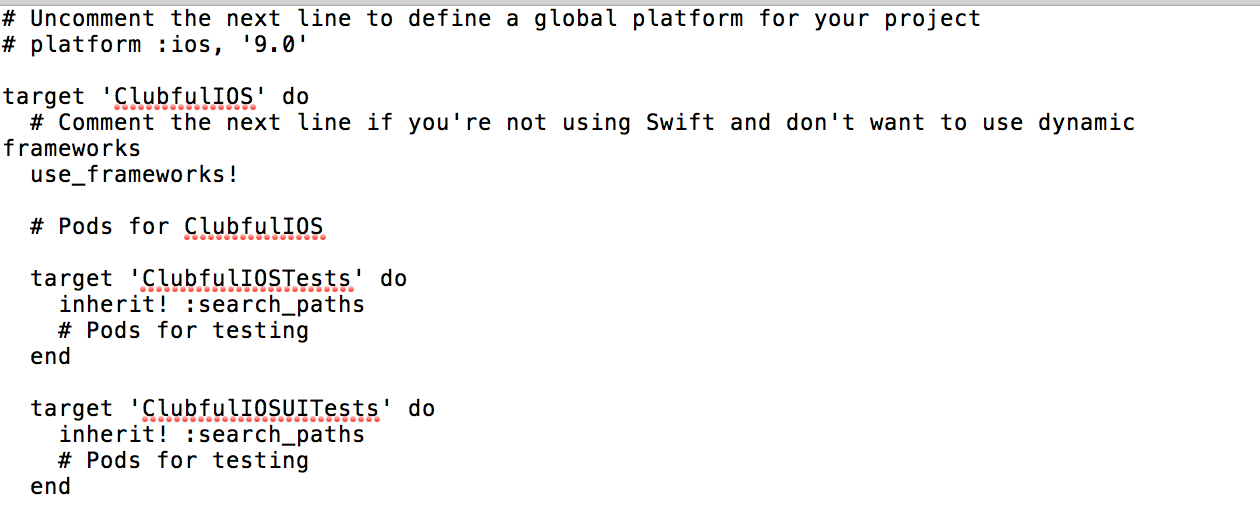 # Uncomment the next line to define a global platform for your project
# platform :ios, '9.0'
target 'ClubfulIOS' do
# Comment the next line if you're not using Swift and don't want to use dynamic
frameworks
use_frameworks!
# Pods for ClubfulIOS
target 'ClubfulIOSTests' do
inherit! :search_paths
# Pods for testing
end
target 'ClubfulIOSUITests' do
inherit! :search_paths
# Pods for testing
end